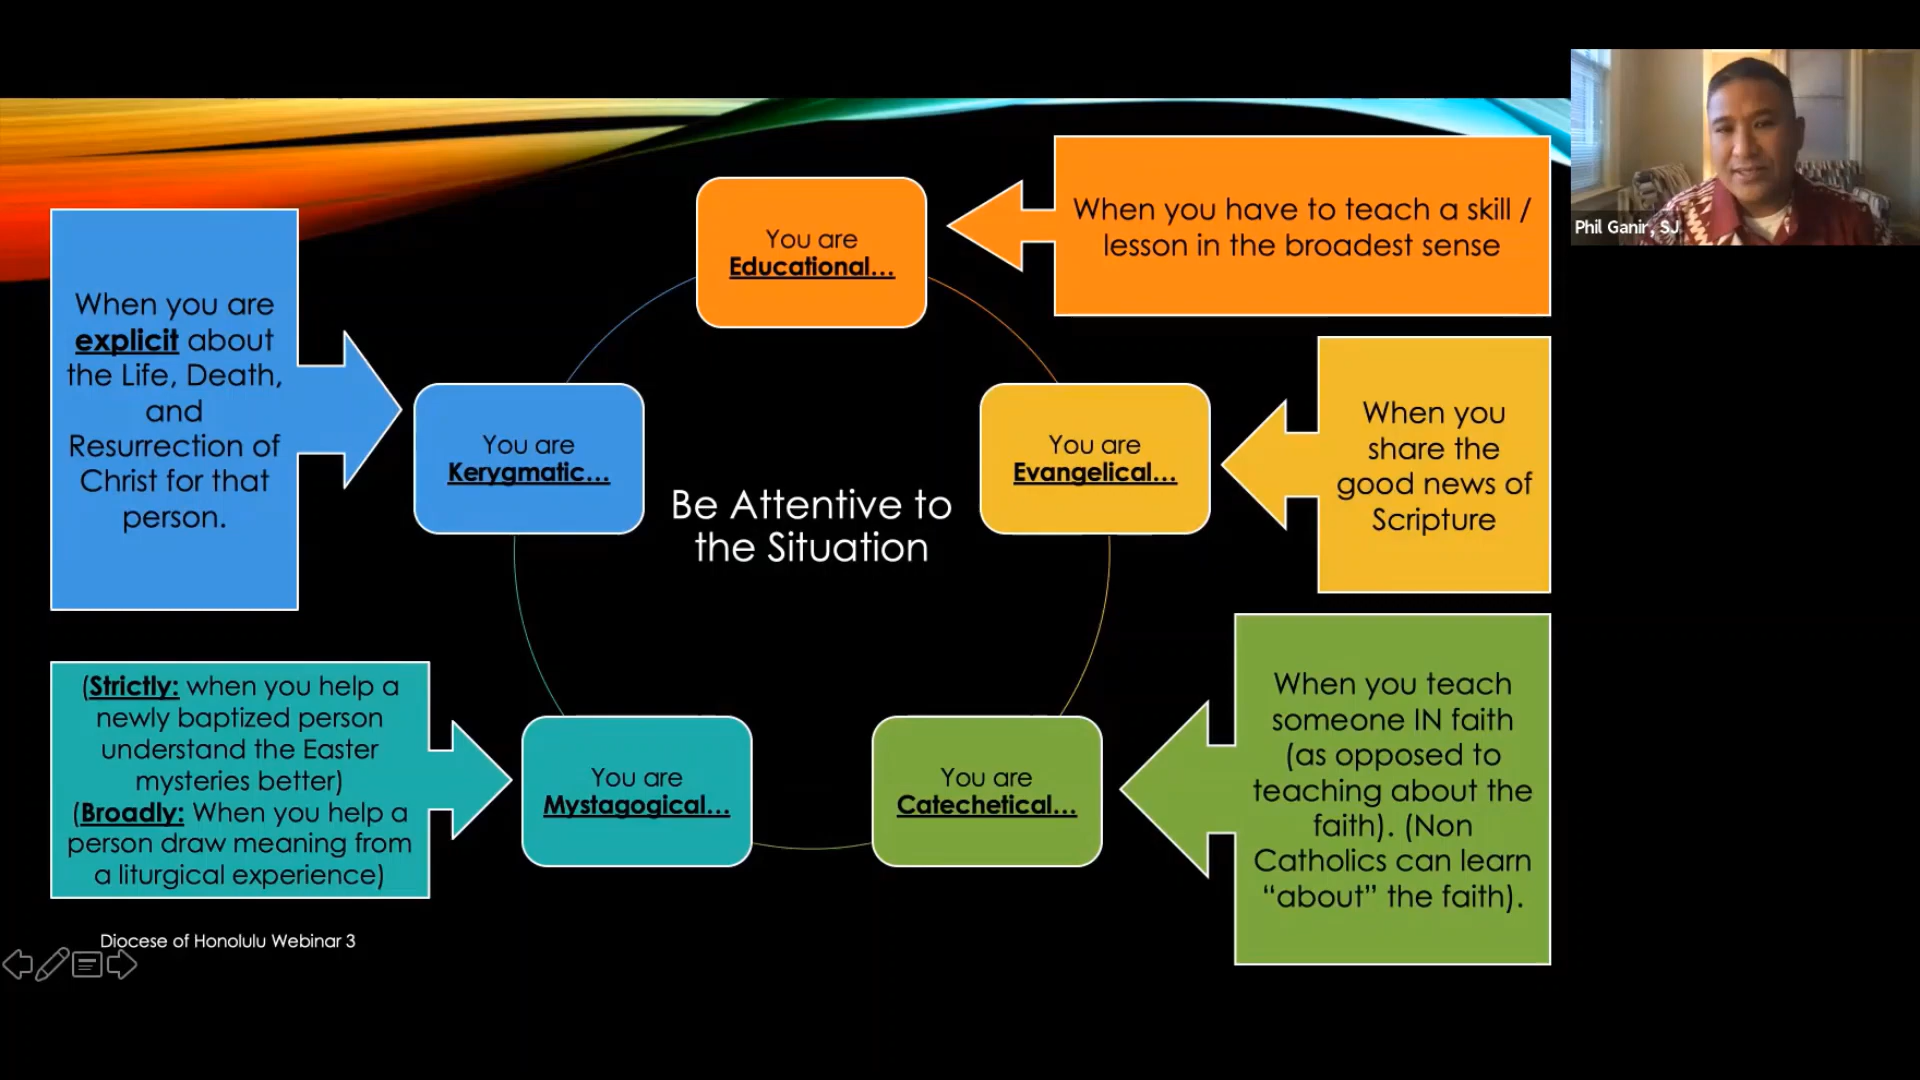 When you have to teach a skill /
lesson in the broadest sense
Phil Ganir, SJ
You are
Educational...
When you are
explicit about
the Life, Death,
and
Resurrection of
Christ for that
person.
You are
Kerygmatic...
Be Attentive to
the Situation
You are
Evangelical...
When you
share the
good news of
Scripture
(Strictly: when you help a
newly baptized person
understand the Easter
mysteries better)
(Broadly: When you help a
person draw meaning from
a liturgical experience)
You are
Mystagogical...
You are
Catechetical...
When you teach
someone IN faith
(as opposed to
teaching about the
faith). (Non
Catholics can learn
“about” the faith).
Diocese of Honolulu Webinar 3